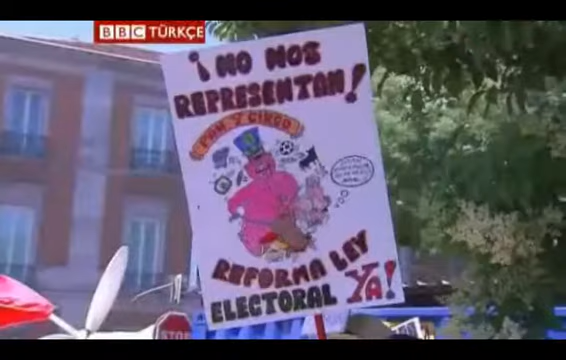 BBC TÜRKÇE
¡NO NOS
REPRESENTAN!
PAN Y CIRCO
REFORMA LEY
ELECTORAL YA!
STOP